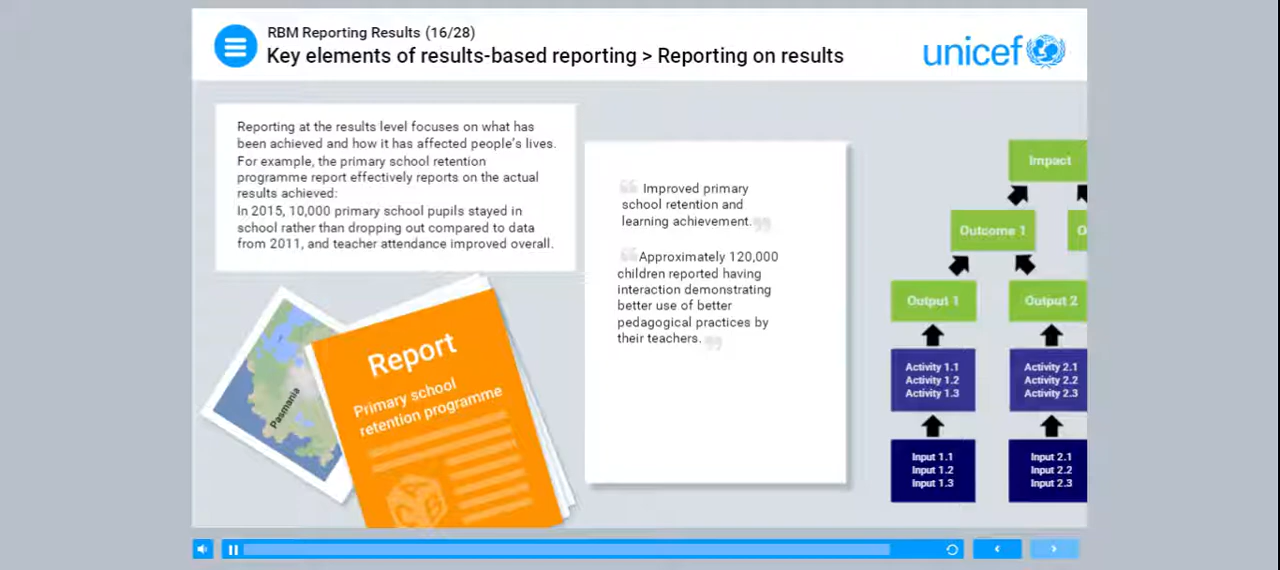 RBM Reporting Results (16/28)
Key elements of results-based reporting > Reporting on results
unicef
Reporting at the results level focuses on what has
been achieved and how it has affected people's lives.
For example, the primary school retention
programme report effectively reports on the actual
results achieved:
In 2015, 10,000 primary school pupils stayed in
school rather than dropping out compared to data
from 2011, and teacher attendance improved overall.
Pasmania
Report
Primary school
retention programme
“ Improved primary
school retention and
learning achievement. ”
“ Approximately 120,000
children reported having
interaction demonstrating
better use of better
pedagogical practices by
their teachers. ”
Impact
Outcome 1
O
Output 1
Output 2
Activity 1.1
Activity 1.2
Activity 1.3
Activity 2.1
Activity 2.2
Activity 2.3
Input 1.1
Input 1.2
Input 1.3
Input 2.1
Input 2.2
Input 2.3